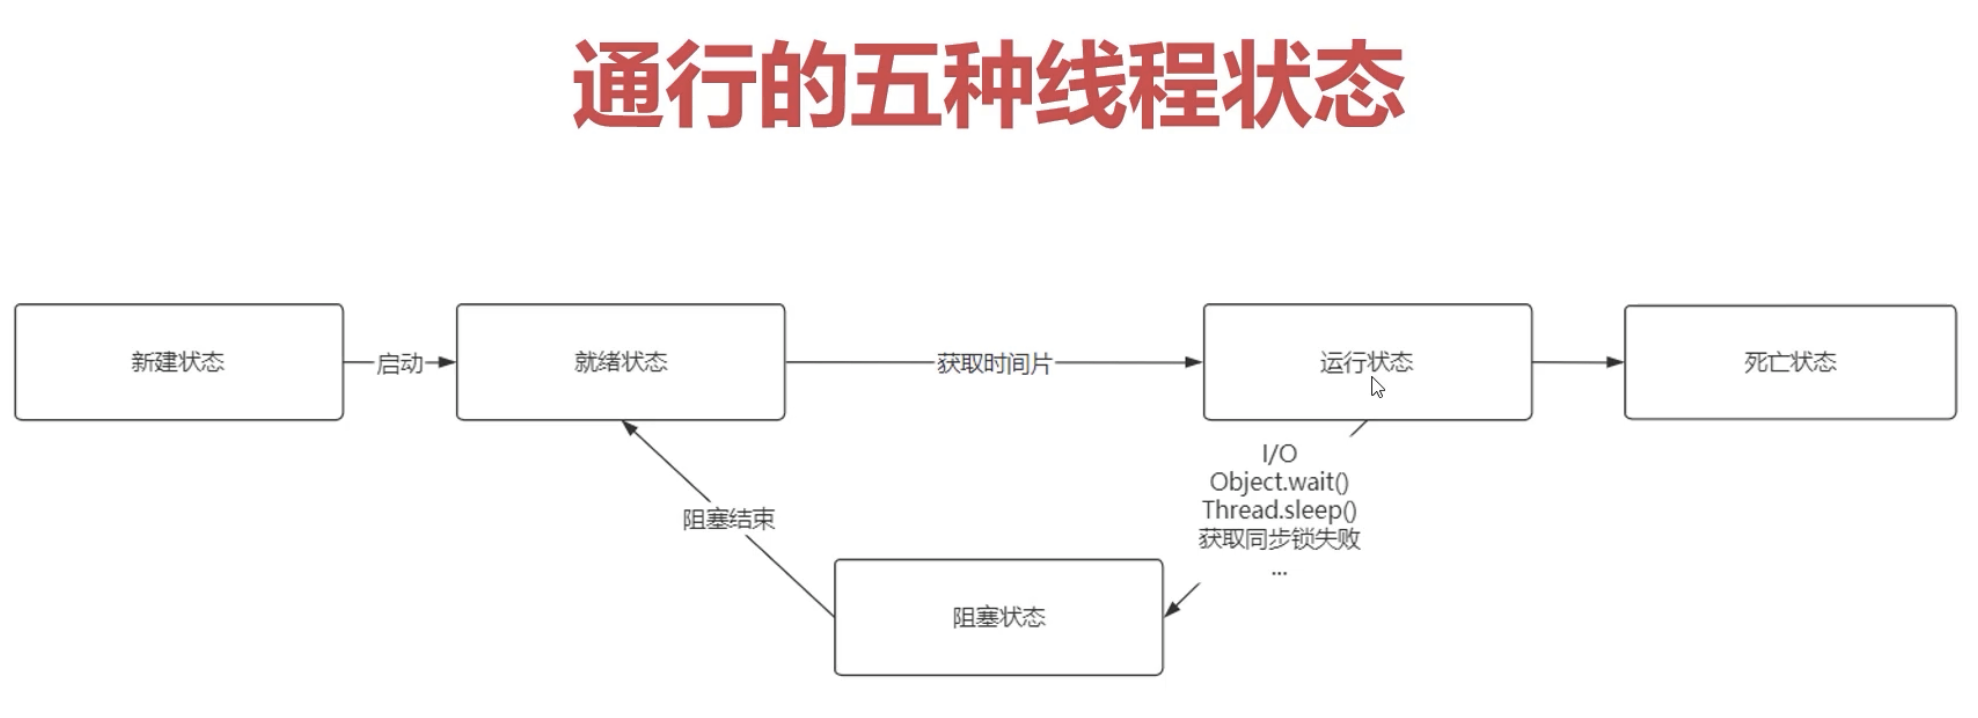 通行的五种线程状态
新建状态
启动
就绪状态
获取时间片
运行状态
死亡状态
I/O
Object.wait()
Thread.sleep()
获取同步锁失败
...
阻塞结束
阻塞状态